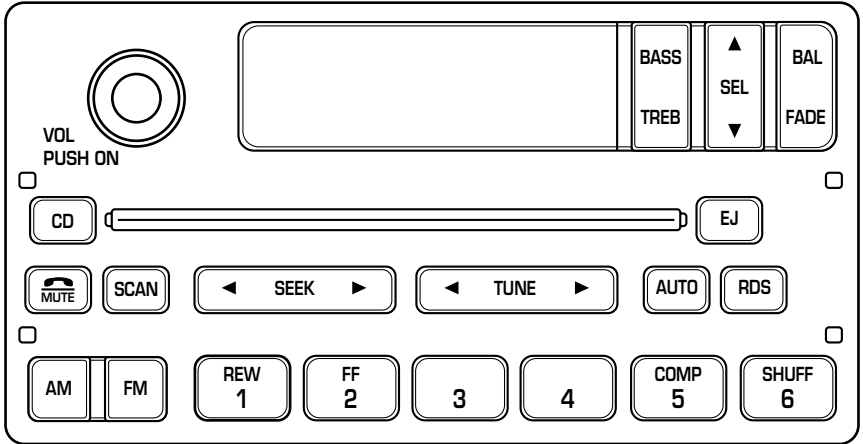 BASS
SEL
BAL
TREB
FADE
VOL
PUSH ON
CD
EJ
MUTE
SCAN
SEEK
TUNE
AUTO
RDS
AM
FM
REW
1
FF
2
3
4
COMP
5
SHUFF
6